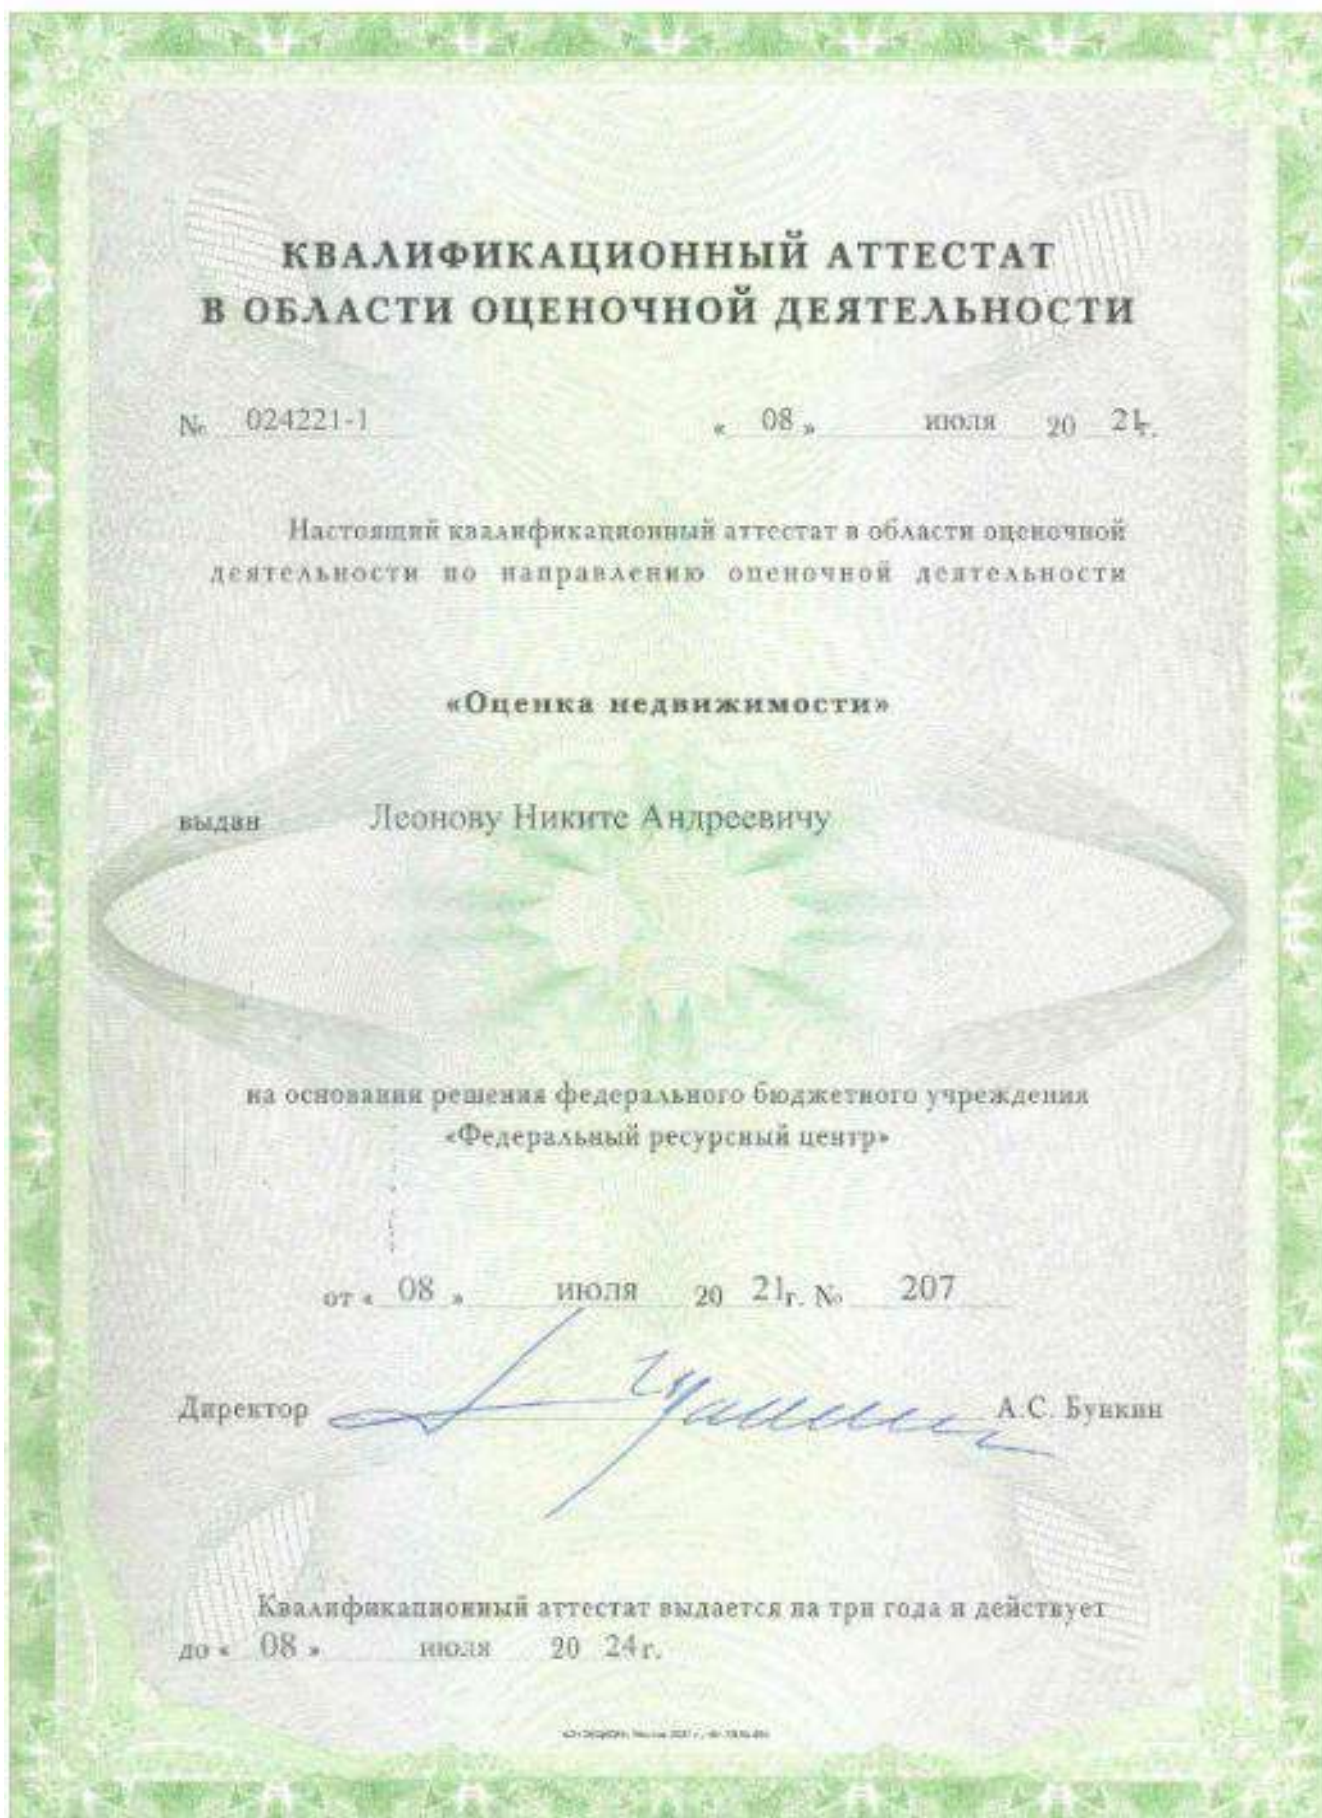 КВАЛИФИКАЦИОННЫЙ АТТЕСТАТ
В ОБЛАСТИ ОЦЕНОЧНОЙ ДЕЯТЕЛЬНОСТИ
№ 024221-1 « 08 » июля 20 21г.
Настоящий квалификационный аттестат в области оценочной
деятельности по направлению оценочной деятельности
«Оценка недвижимости»
выдан Леонову Никите Андреевичу
на основании решения федерального бюджетного учреждения
«Федеральный ресурсный центр»
от « 08 » июля 20 21г. № 207
Директор А.С. Бункин
Квалификационный аттестат выдается на три года и действует
до « 08 » июля 20 24г.